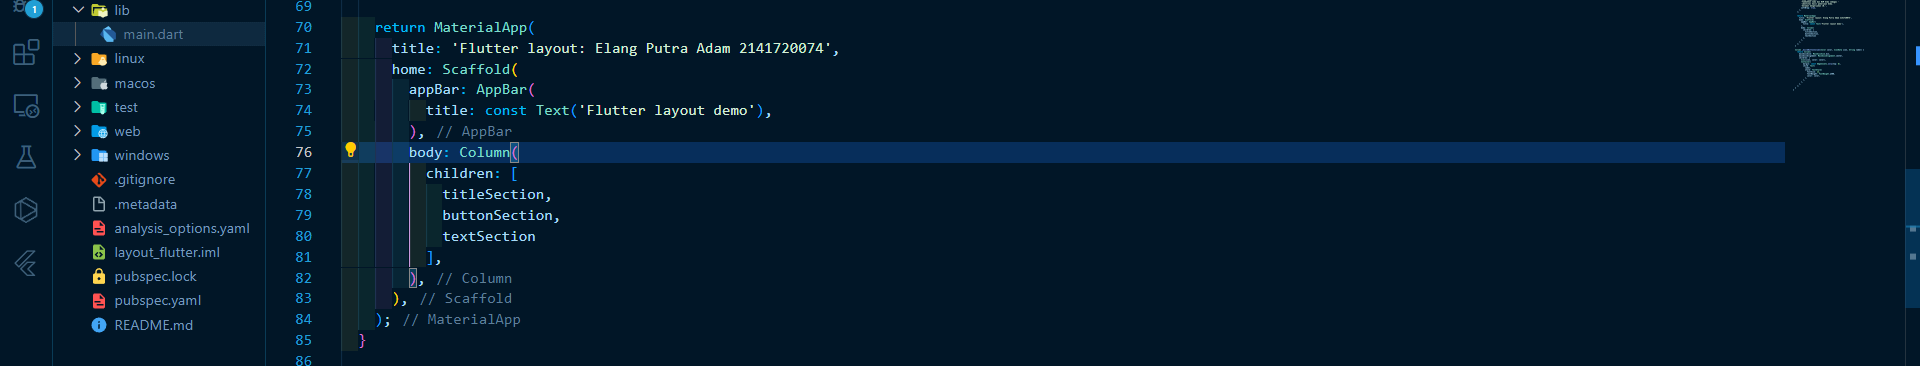 1
lib
main.dart
linux
macos
test
web
windows
.gitignore
.metadata
analysis_options.yaml
layout_flutter.iml
pubspec.lock
pubspec.yaml
README.md
69
70 return MaterialApp(
71 title: 'Flutter layout: Elang Putra Adam 2141720074',
72 home: Scaffold(
73 appBar: AppBar(
74 title: const Text('Flutter layout demo'),
75 ), // AppBar
76 body: Column(
77 children: [
78 titleSection,
79 buttonSection,
80 textSection
81 ],
82 ), // Column
83 ), // Scaffold
84 ); // MaterialApp
85 }
86